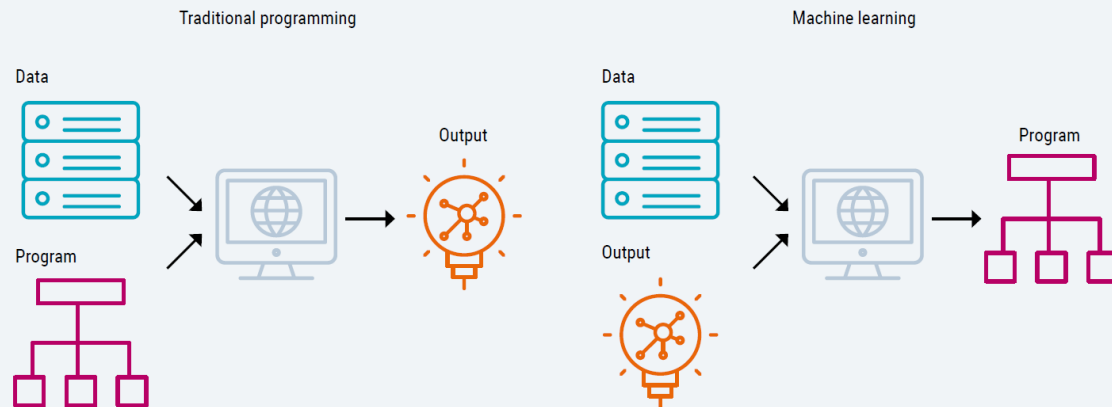 Traditional programming
Data
Output
Program
Machine learning
Data
Program
Output